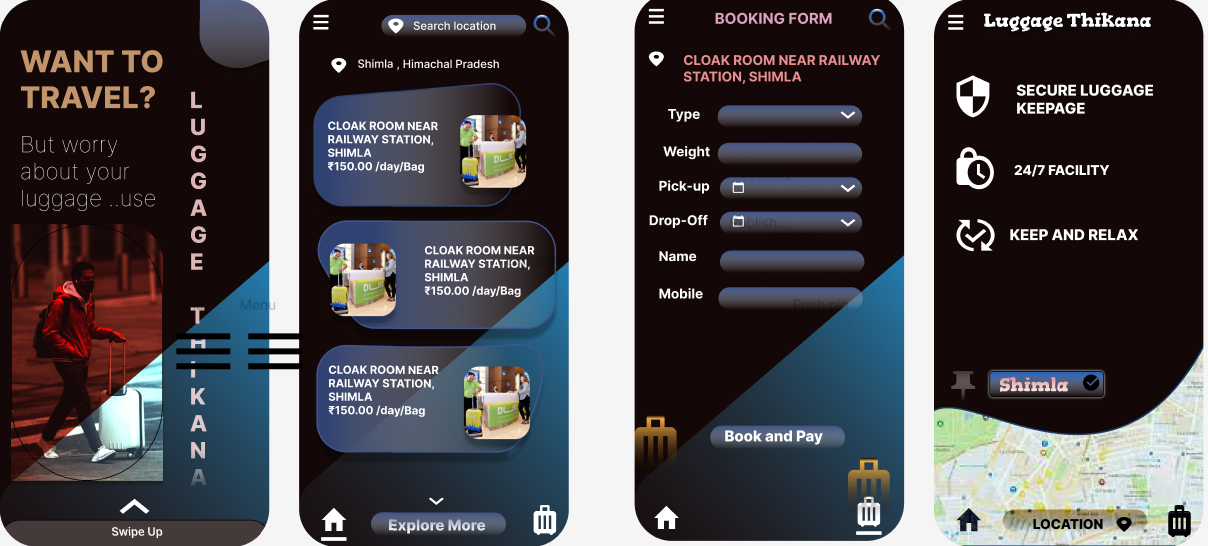 WANT TO
TRAVEL?
But worry
about your
luggage ..use
LUGGAGE THIKANA
Menu
Swipe Up
Search location
Shimla , Himachal Pradesh
CLOAK ROOM NEAR
RAILWAY STATION,
SHIMLA
₹150.00 /day/Bag
CLOAK ROOM NEAR
RAILWAY STATION,
SHIMLA
₹150.00 /day/Bag
CLOAK ROOM NEAR
RAILWAY STATION,
SHIMLA
₹150.00 /day/Bag
Explore More
BOOKING FORM
CLOAK ROOM NEAR RAILWAY
STATION, SHIMLA
Type
Weight
Pick-up
Drop-Off
Name
Mobile
Book and Pay
Luggage Thikana
SECURE LUGGAGE
KEEPAGE
24/7 FACILITY
KEEP AND RELAX
Shimla
LOCATION